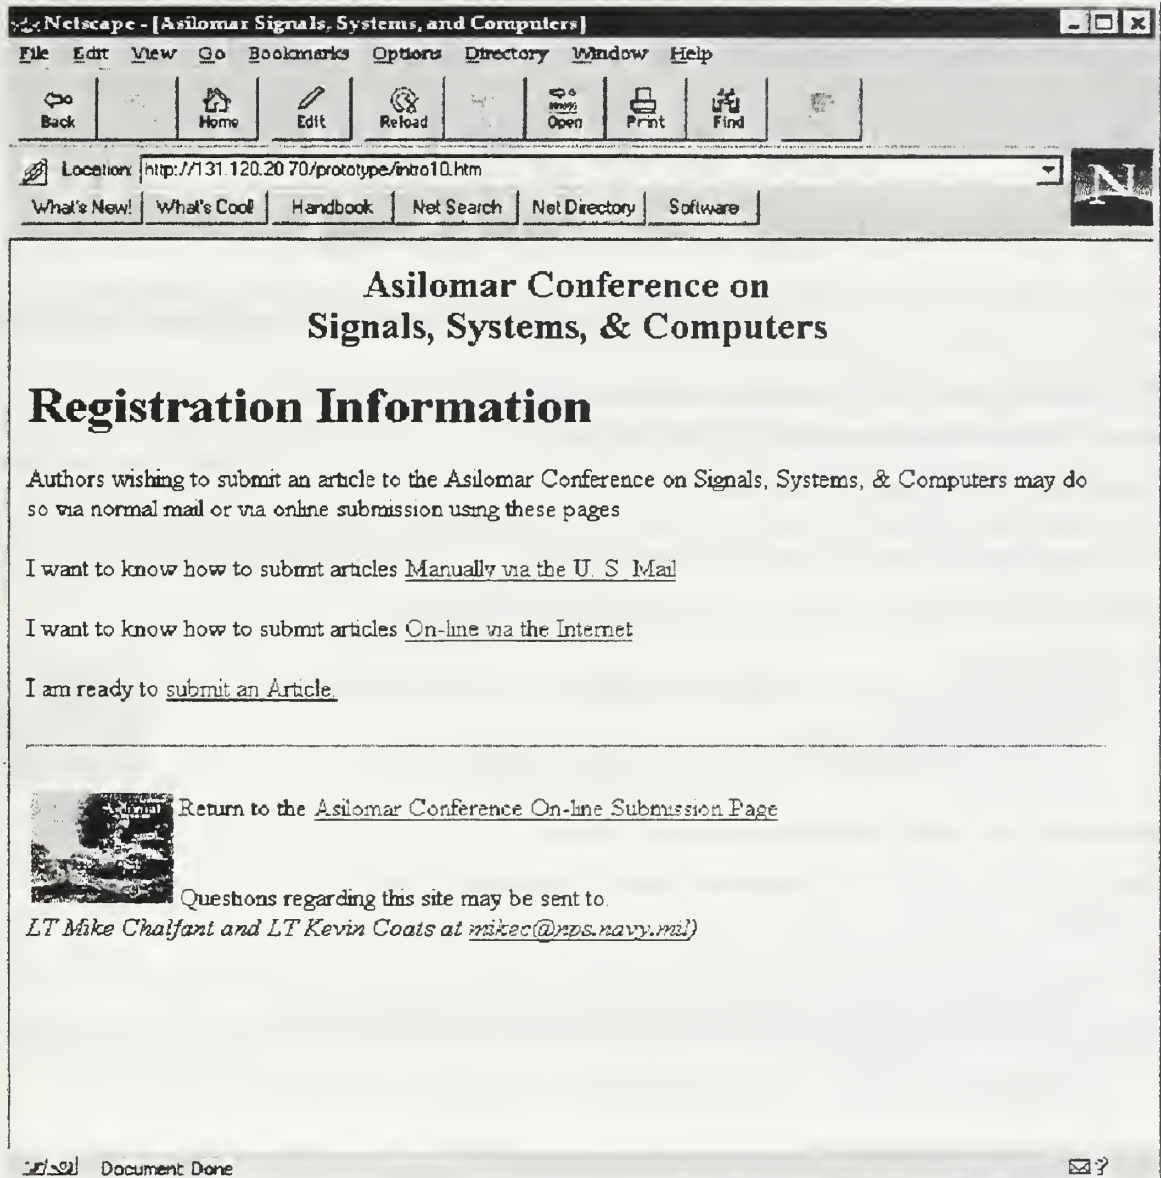 Netscape - [Asilomar Signals, Systems, and Computers]
File Edit View Go Bookmarks Options Directory Window Help
Back Home Edit Reload Open Print Find
Location: http://131.120.20.70/prototype/intro10.htm
What's New! What's Cool! Handbook Net Search Net Directory Software
N
Asilomar Conference on
Signals, Systems, & Computers
Registration Information
Authors wishing to submit an article to the Asilomar Conference on Signals, Systems, & Computers may do
so via normal mail or via online submission using these pages
I want to know how to submit articles Manually via the U. S. Mail
I want to know how to submit articles On-line via the Internet
I am ready to submit an Article.
Return to the Asilomar Conference On-line Submission Page
Questions regarding this site may be sent to.
LT Mike Chalfant and LT Kevin Coats at mikec@nps.navy.mil)
Document Done